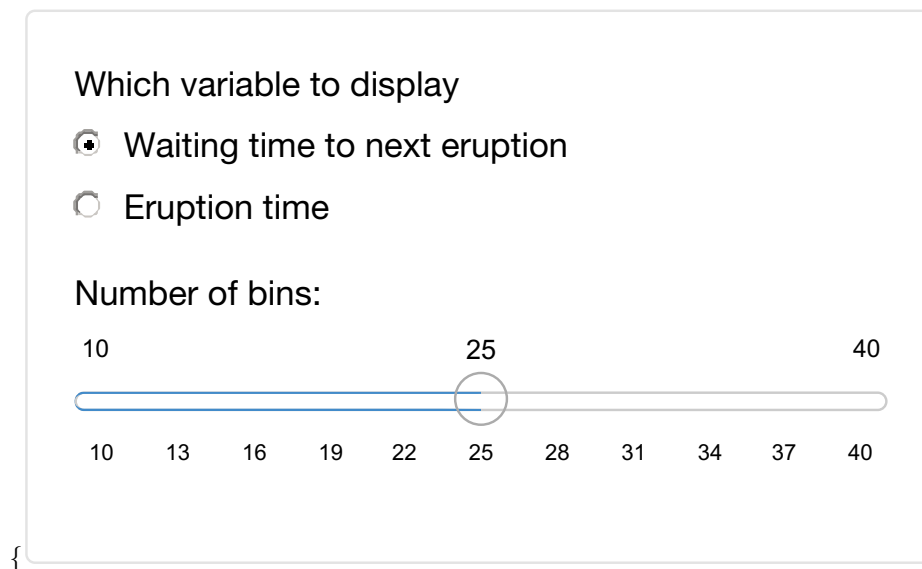 Which variable to display
Waiting time to next eruption
Eruption time
Number of bins:
10 25 40
10 13 16 19 22 25 28 31 34 37 40
{